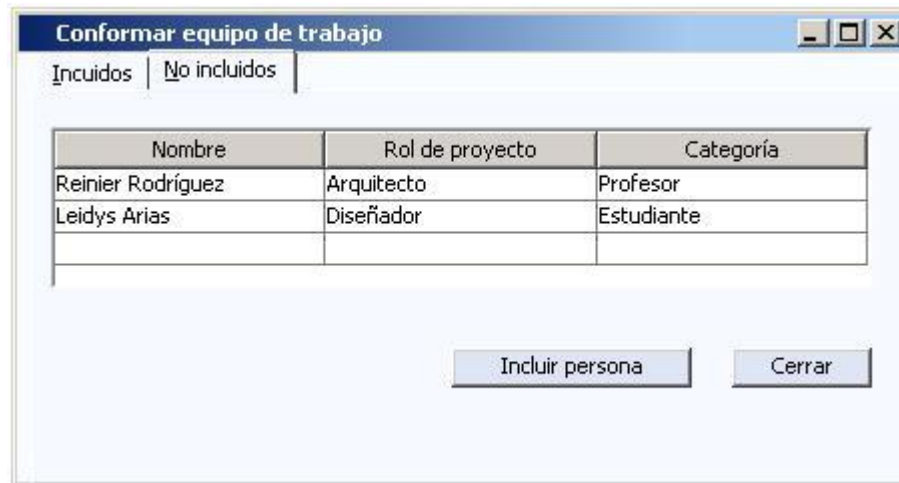 Conformar equipo de trabajo
Incuidos No incluidos
Nombre Rol de proyecto Categoría
Reinier Rodríguez Arquitecto Profesor
Leidys Arias Diseñador Estudiante
Incluir persona Cerrar